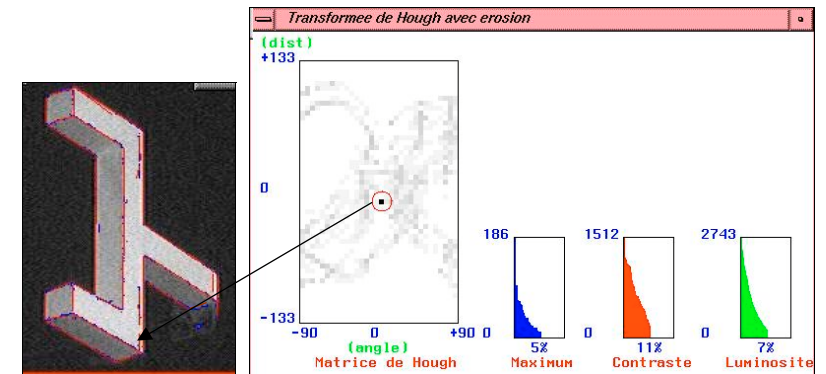 Transformee de Hough avec erosion
(dist)
+133
0
-133
-90 0 +90
(angle)
Matrice de Hough
186
0
5%
Maximum
1512
0
11%
Contraste
2743
0
7%
Luminosite